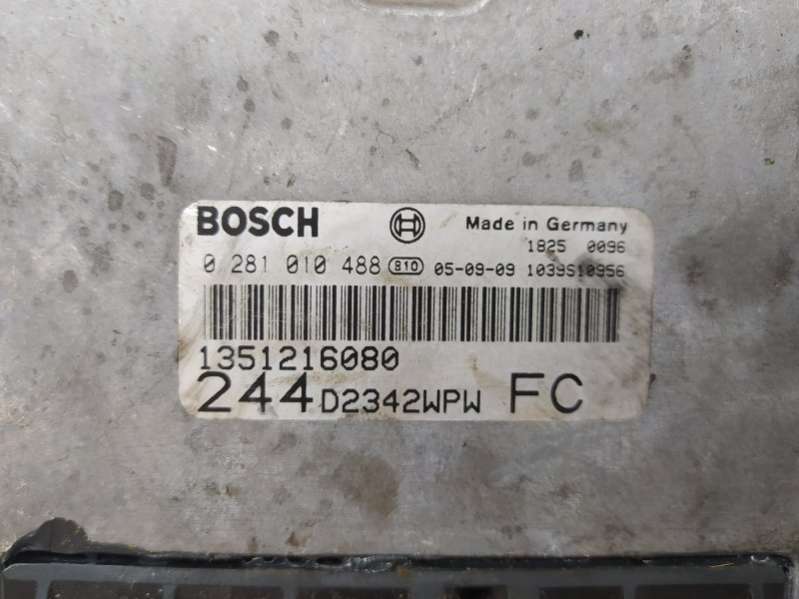 BOSCH Made in Germany
1825 0096
0 281 010 488 810 05-09-09 1039S10956
1351216080
244 D2342WPW FC